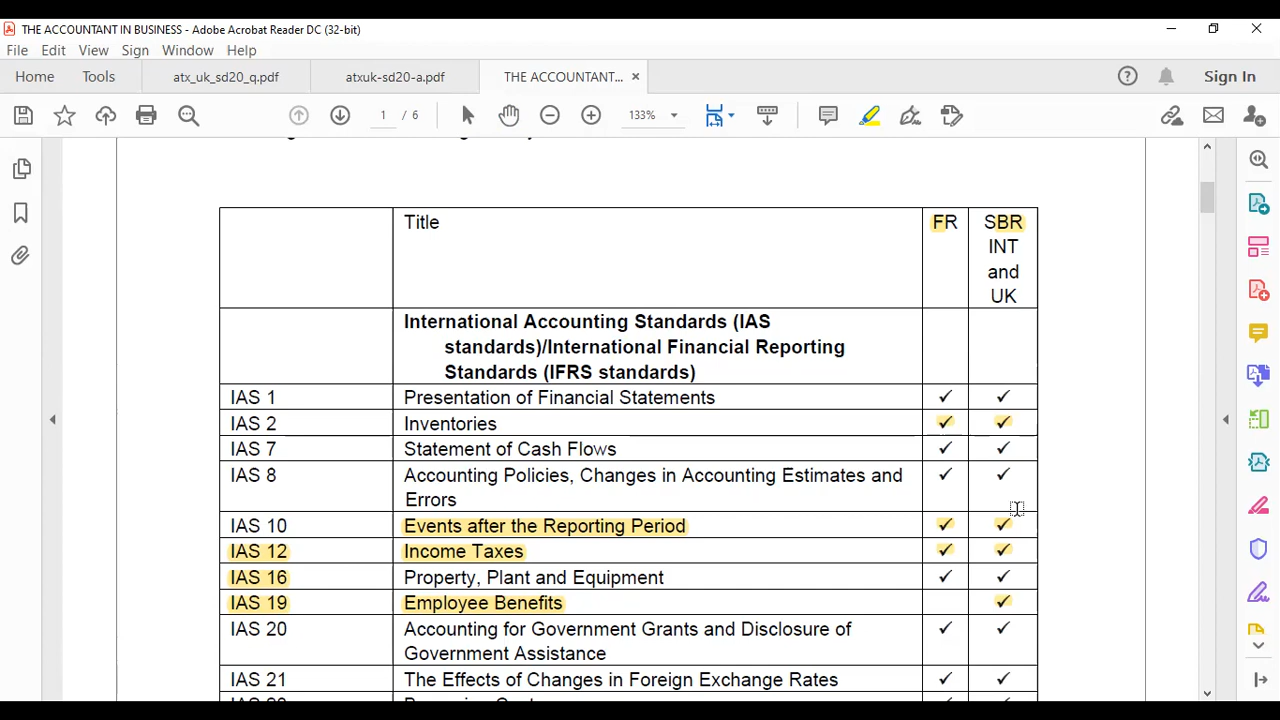 THE ACCOUNTANT IN BUSINESS - Adobe Acrobat Reader DC (32-bit)
File Edit View Sign Window Help
Home Tools atx_uk_sd20_q.pdf atxuk-sd20-a.pdf THE ACCOUNTANT... × Sign In
1 / 6 133%
Title FR SBR
INT
and
UK
International Accounting Standards (IAS
standards)/International Financial Reporting
Standards (IFRS standards)
IAS 1 Presentation of Financial Statements ✓ ✓
IAS 2 Inventories ✓ ✓
IAS 7 Statement of Cash Flows ✓ ✓
IAS 8 Accounting Policies, Changes in Accounting Estimates and ✓ ✓
Errors
IAS 10 Events after the Reporting Period ✓ ✓
IAS 12 Income Taxes ✓ ✓
IAS 16 Property, Plant and Equipment ✓ ✓
IAS 19 Employee Benefits ✓
IAS 20 Accounting for Government Grants and Disclosure of ✓ ✓
Government Assistance
IAS 21 The Effects of Changes in Foreign Exchange Rates ✓ ✓